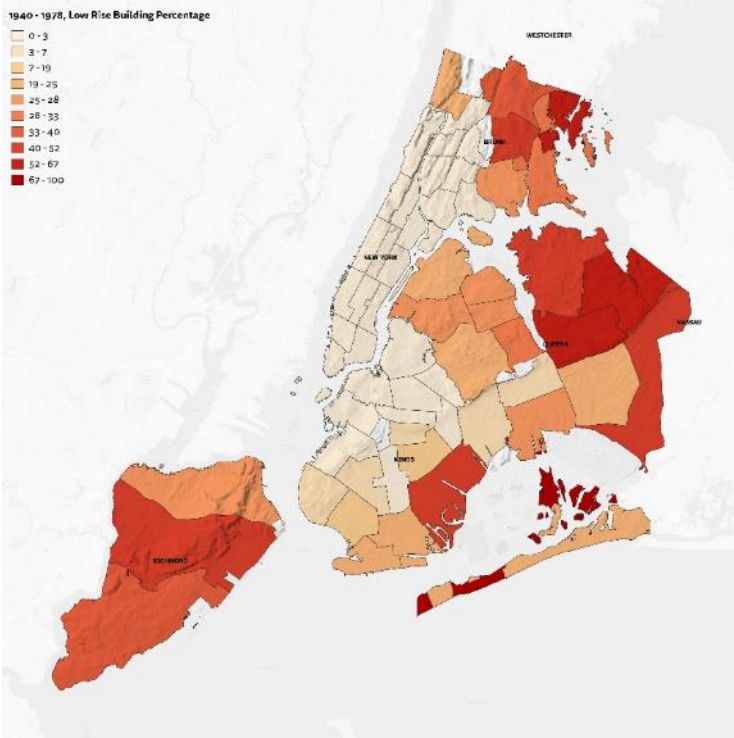 1940 - 1978, Low Rise Building Percentage
0 - 3
3 - 7
7 - 19
19 - 25
25 - 28
28 - 33
33 - 40
40 - 52
52 - 67
67 - 100
WESTCHESTER
BRONX
NEW YORK
NASSAU
QUEENS
KINGS
RICHMOND